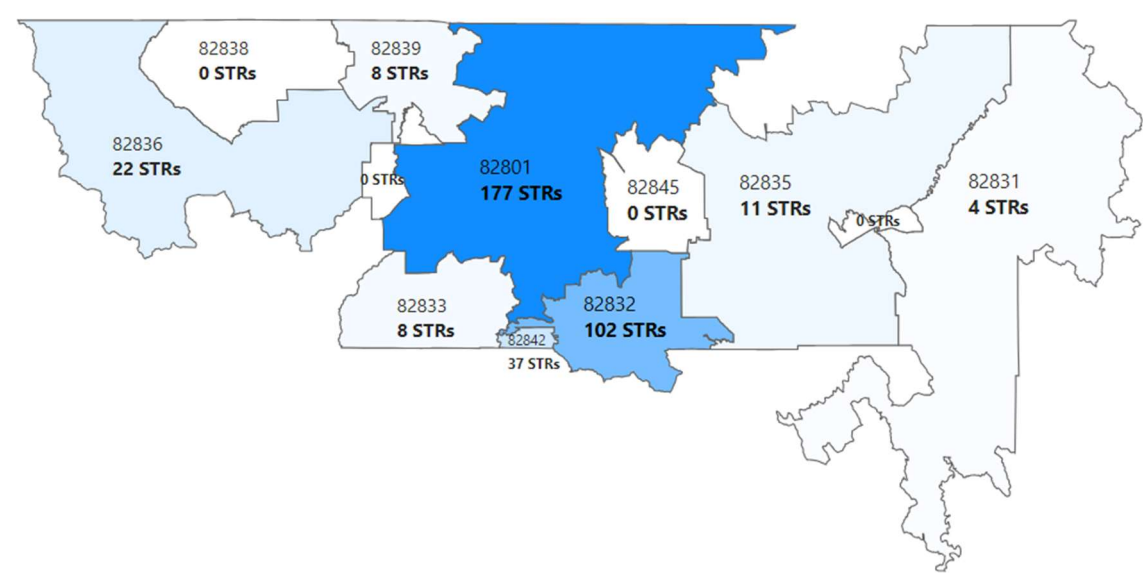 82838
0 STRs
82839
8 STRs
82836
22 STRs
0 STRs
82801
177 STRs
82845
0 STRs
82835
11 STRs
0 STRs
82831
4 STRs
82833
8 STRs
82832
102 STRs
82842
37 STRs